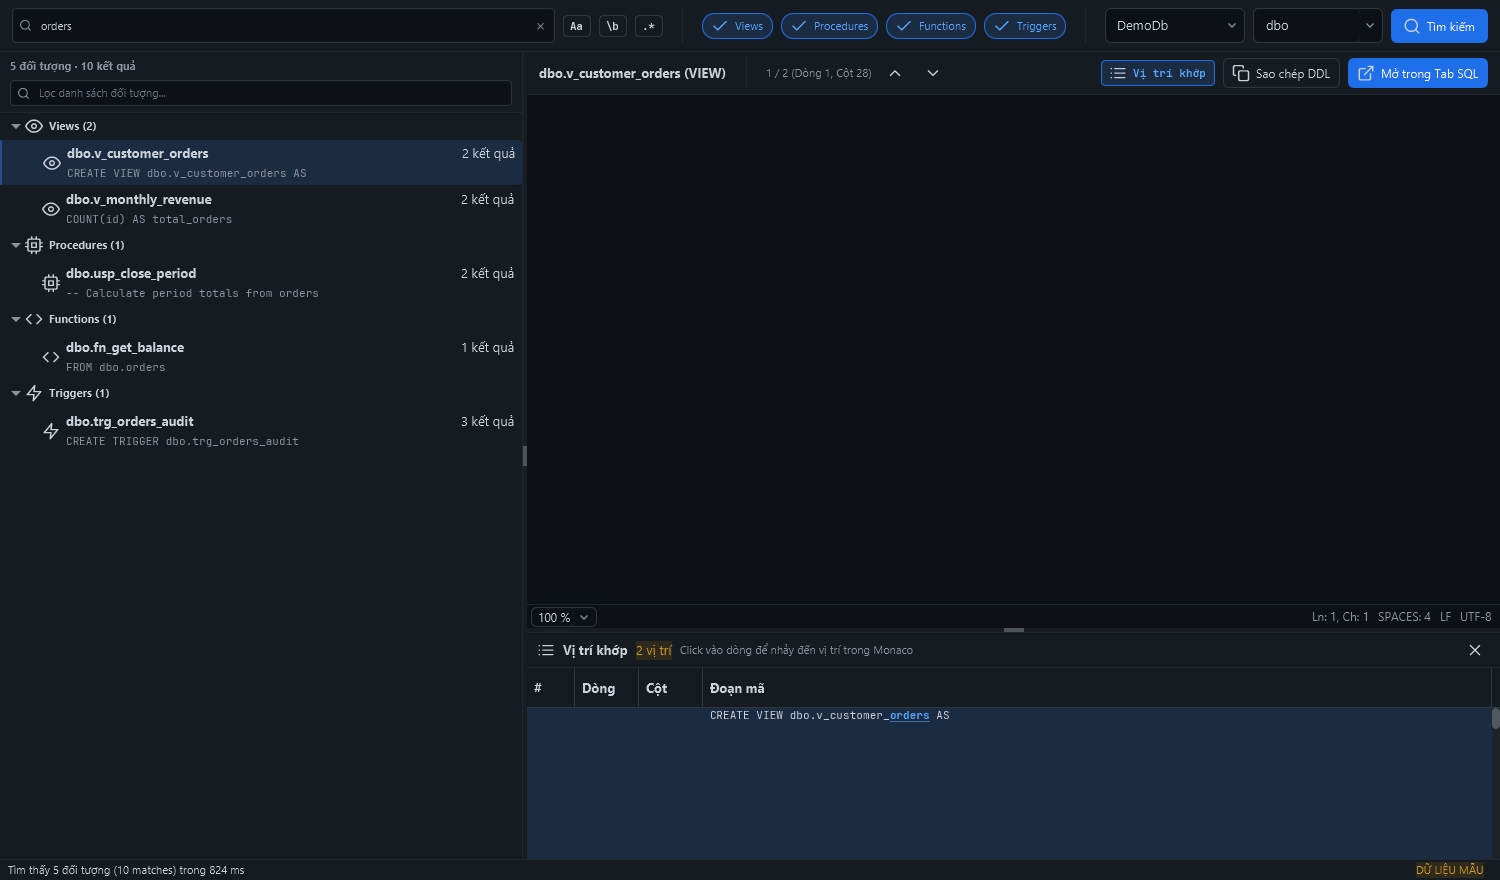 orders
Aa
\b
.*
Views
Procedures
Functions
Triggers
DemoDb
dbo
Tìm kiếm
5 đối tượng · 10 kết quả
Lọc danh sách đối tượng...
Views (2)
dbo.v_customer_orders
2 kết quả
CREATE VIEW dbo.v_customer_orders AS
dbo.v_monthly_revenue
2 kết quả
COUNT(id) AS total_orders
Procedures (1)
dbo.usp_close_period
2 kết quả
-- Calculate period totals from orders
Functions (1)
dbo.fn_get_balance
1 kết quả
FROM dbo.orders
Triggers (1)
dbo.trg_orders_audit
3 kết quả
CREATE TRIGGER dbo.trg_orders_audit
dbo.v_customer_orders (VIEW)
1 / 2 (Dòng 1, Cột 28)
Vị trí khớp
Sao chép DDL
Mở trong Tab SQL
100 %
Ln: 1, Ch: 1
SPACES: 4
LF
UTF-8
Vị trí khớp
2 vị trí
Click vào dòng để nhảy đến vị trí trong Monaco
#
Dòng
Cột
Đoạn mã
CREATE VIEW dbo.v_customer_orders AS
Tìm thấy 5 đối tượng (10 matches) trong 824 ms
DỮ LIỆU MẪU